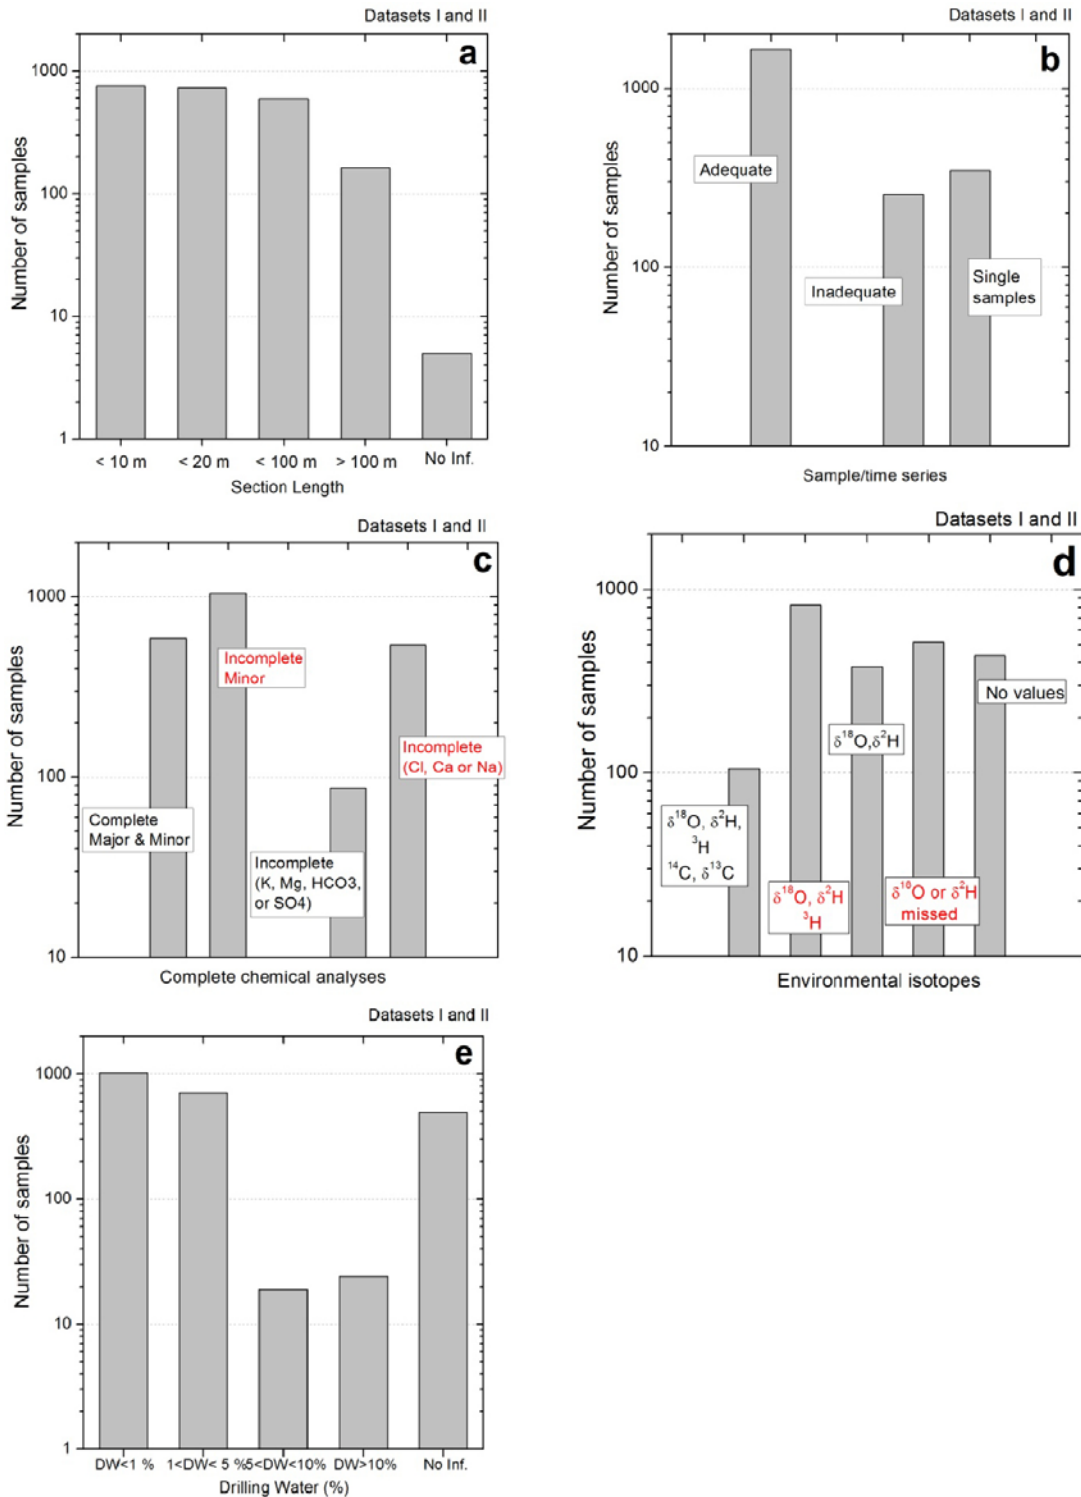 Datasets I and II
a
1000
100
10
1
Number of samples
< 10 m < 20 m < 100 m > 100 m No Inf.
Section Length
Datasets I and II
b
1000
100
10
Number of samples
Adequate
Inadequate
Single
samples
Sample/time series
Datasets I and II
c
1000
100
10
Number of samples
Incomplete
Minor
Incomplete
(Cl, Ca or Na)
Complete
Major & Minor
Incomplete
(K, Mg, HCO3,
or SO4)
Complete chemical analyses
Datasets I and II
d
1000
100
10
Number of samples
No values
δ¹⁸O,δ²H
δ¹⁸O, δ²H,
³H
¹⁴C, δ¹³C
δ¹⁸O, δ²H
³H
δ¹⁸O or δ²H
missed
Environmental isotopes
Datasets I and II
e
1000
100
10
1
Number of samples
DW<1 % 1<DW< 5 % 5<DW<10% DW>10% No Inf.
Drilling Water (%)